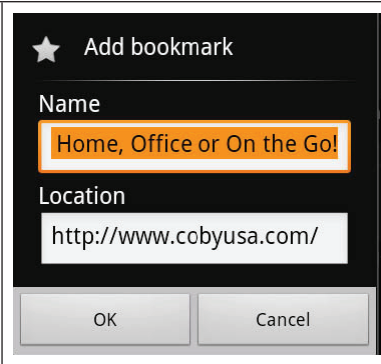 Add bookmark
Name
Home, Office or On the Go!
Location
http://www.cobyusa.com/
OK
Cancel